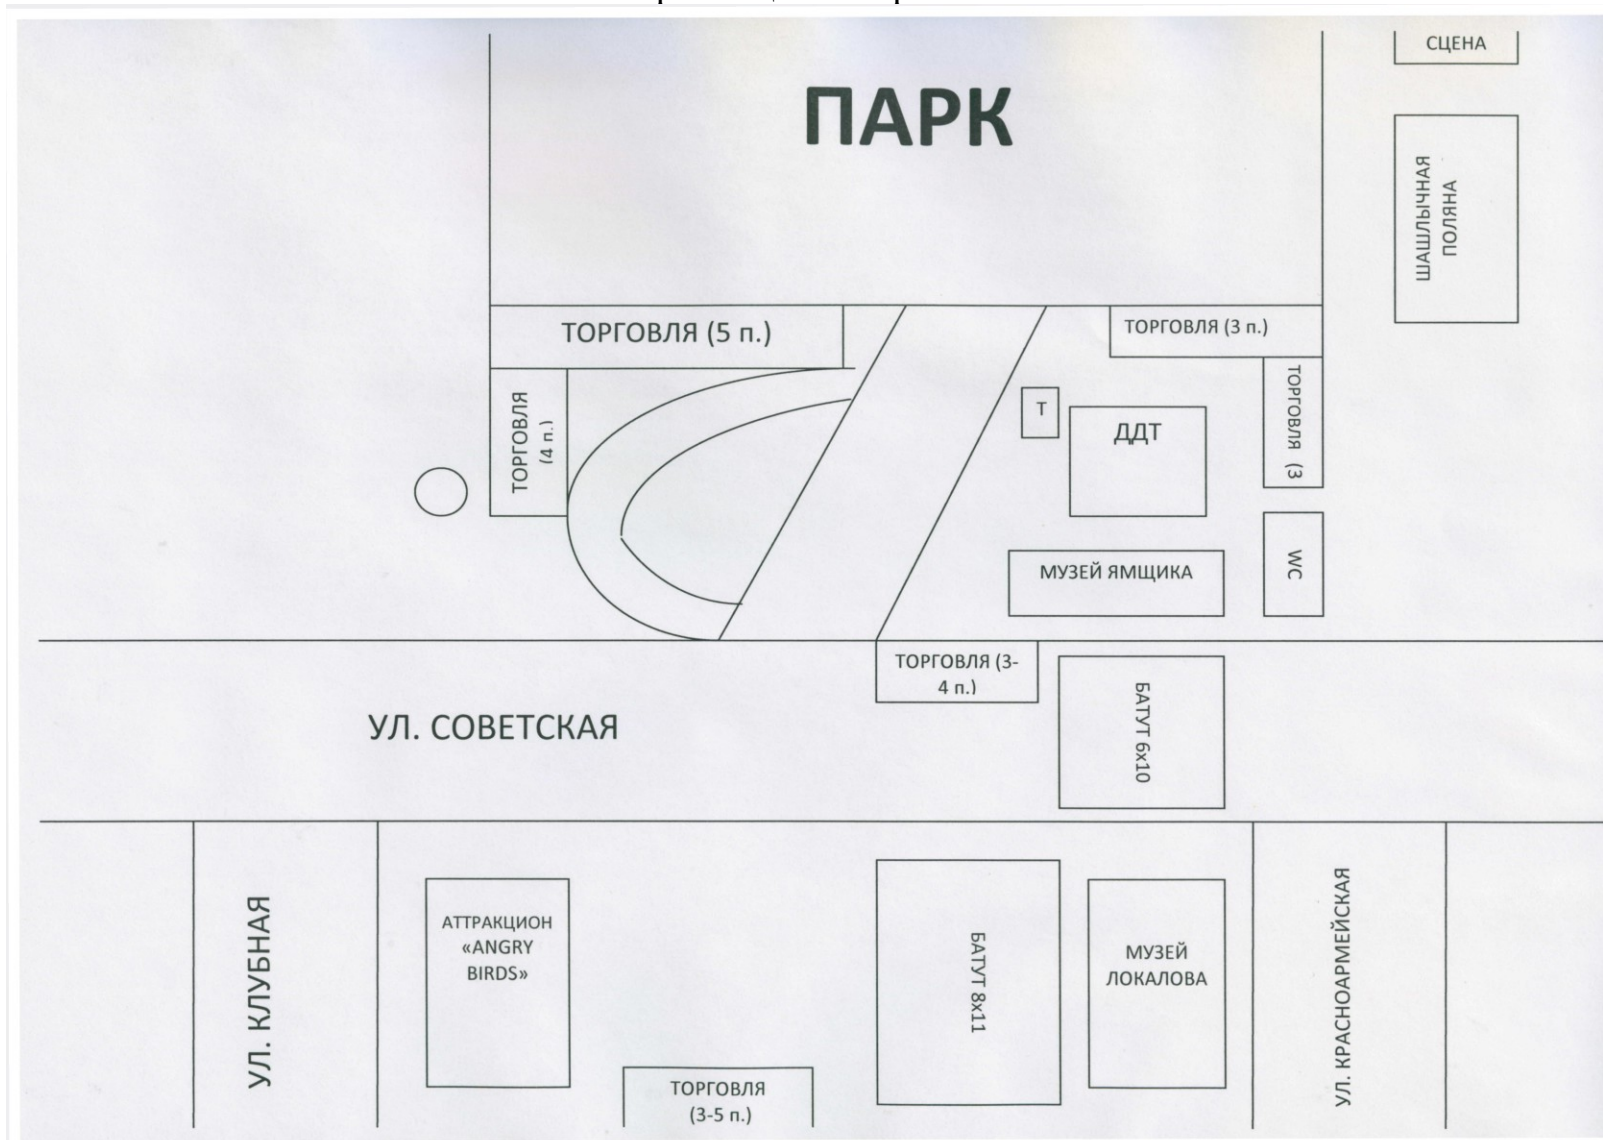 СЦЕНА
ПАРК
ШАШЛЫЧНАЯ
ПОЛЯНА
ТОРГОВЛЯ (5 п.)
ТОРГОВЛЯ (3 п.)
ТОРГОВЛЯ
(4 п.)
Т
ДДТ
ТОРГОВЛЯ (3
МУЗЕЙ ЯМЩИКА
WC
ТОРГОВЛЯ (3-
4 п.)
УЛ. СОВЕТСКАЯ
БАТУТ 6х10
УЛ. КЛУБНАЯ
АТТРАКЦИОН
«ANGRY
BIRDS»
БАТУТ 8х11
МУЗЕЙ
ЛОКАЛОВА
УЛ. КРАСНОАРМЕЙСКАЯ
ТОРГОВЛЯ
(3-5 п.)